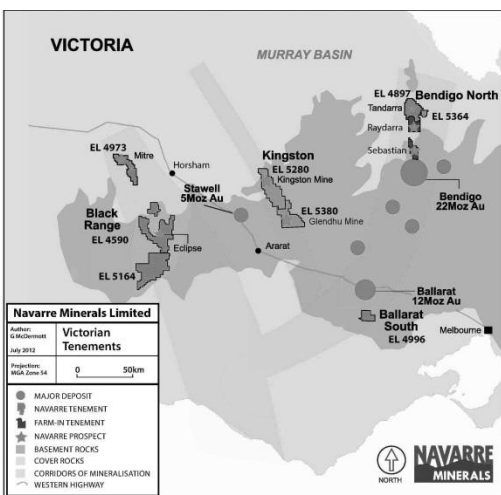 VICTORIA
MURRAY BASIN
EL 4897
Bendigo North
Tandarra
EL 5364
Raydarra
Sebastian
Bendigo
22Moz Au
EL 4973
Mitre
Horsham
Kingston
EL 5280
Kingston Mine
Stawell
5Moz Au
EL 5380
Glendhu Mine
Black
Range
EL 4590
Eclipse
Ararat
EL 5164
Ballarat
12Moz Au
Ballarat
South
EL 4996
Melbourne
Navarre Minerals Limited
Author:
G McDermott
July 2012
Victorian
Tenements
Projection:
MGA Zone 54
0 50km
MAJOR DEPOSIT
NAVARRE TENEMENT
FARM-IN TENEMENT
NAVARRE PROSPECT
BASEMENT ROCKS
COVER ROCKS
CORRIDORS OF MINERALISATION
WESTERN HIGHWAY
NORTH
NAVARRE
MINERALS